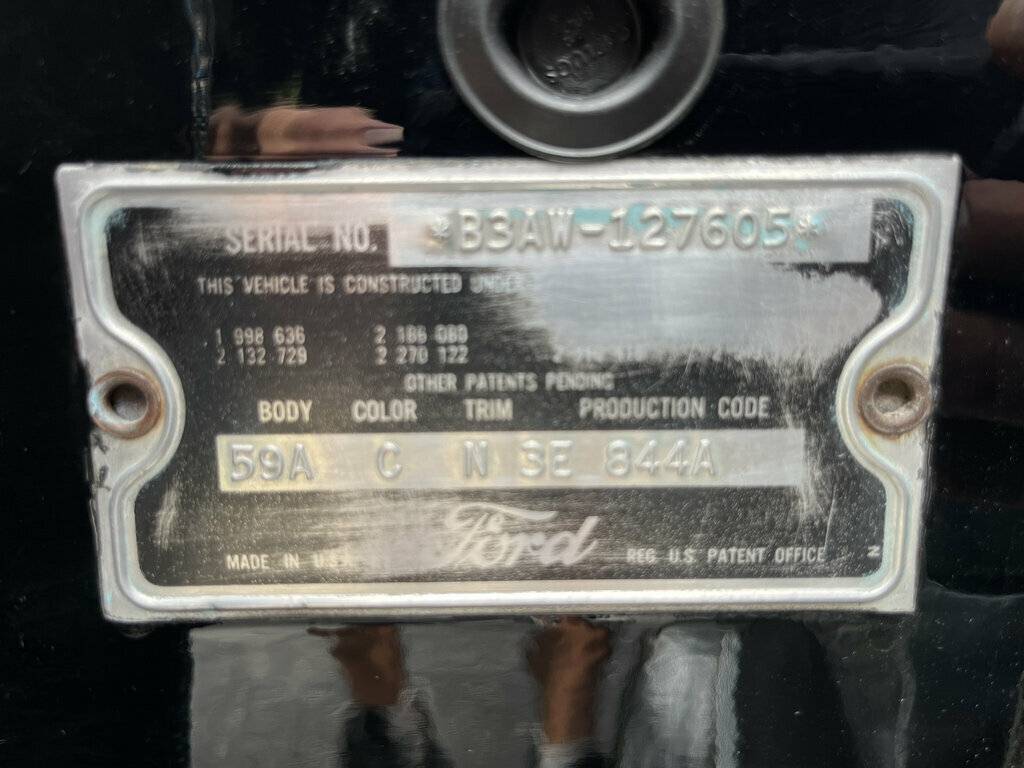 SERIAL NO. *B3AW-127605*
THIS VEHICLE IS CONSTRUCTED UNDER
1 998 636 2 186 080
2 132 729 2 270 122
OTHER PATENTS PENDING
BODY COLOR TRIM PRODUCTION CODE
59A C N 3E 844A
Ford
MADE IN U.S.A REG. U.S. PATENT OFFICE N